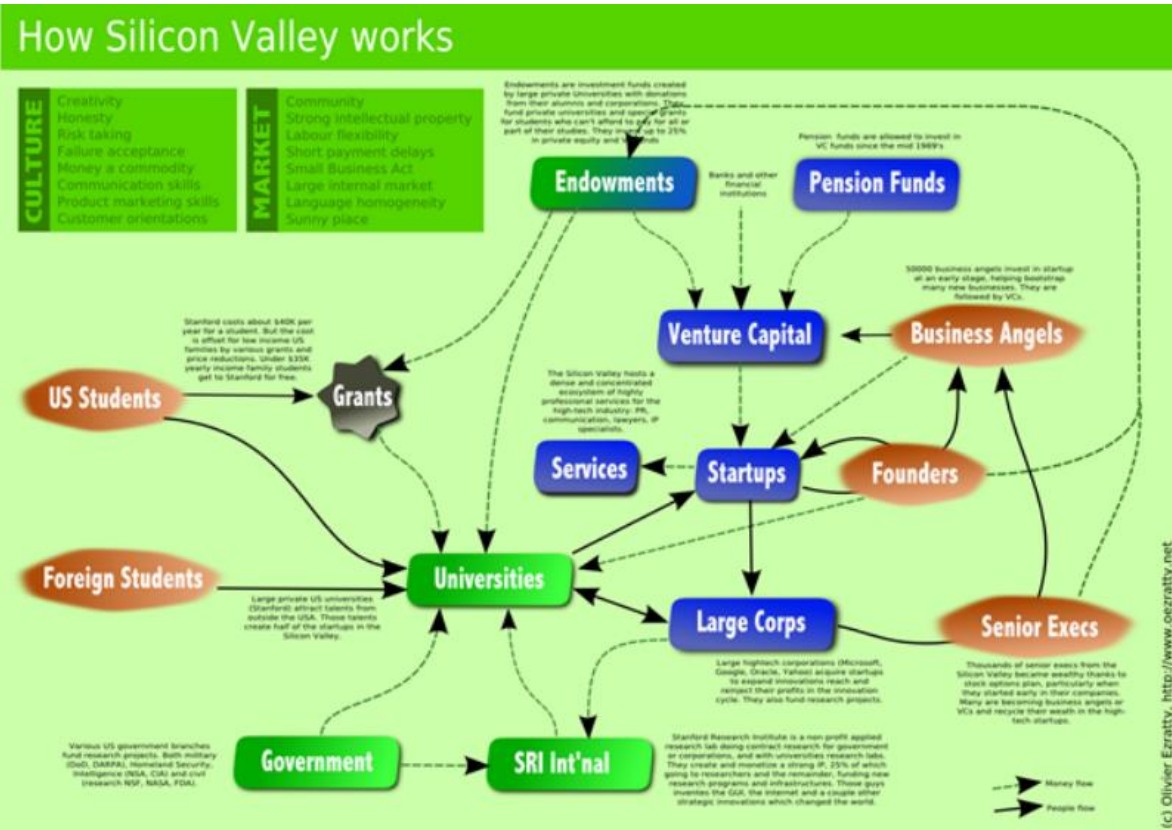 How Silicon Valley works
CULTURE
Creativity
Honesty
Risk taking
Failure acceptance
Money a commodity
Communication skills
Product marketing skills
Customer orientations
MARKET
Community
Strong intellectual property
Labour flexibility
Short payment delays
Small Business Act
Large internal market
Language homogeneity
Sunny place
Endowments are investment funds created
by large private Universities with donations
from their alumnis and corporations. They
fund private universities and special grants
for students who can't afford to pay for all or
part of their studies. They invest up to 25%
in private equity and
Endowments
Banks and other
financial
institutions
Pension funds are allowed to invest in
VC funds since the mid 1969's
Pension Funds
50000 business angels invest in startup
at an early stage, helping bootstrap
many new businesses. They are
followed by VCs.
Venture Capital
Business Angels
Stanford costs about $40K per
year for a student. But the cost
is offset for low income US
families by various grants and
price reductions. Under $35K
yearly income family students
get to Stanford for free.
US Students
Grants
The Silicon Valley hosts a
dense and concentrated
ecosystem of highly
professional services for the
high-tech industry: PR,
communication, lawyers, IP
specialists.
Services
Startups
Founders
Foreign Students
Universities
Large private US universities
(Stanford) attract talents from
outside the USA. Those talents
create half of the startups in the
Silicon Valley.
Large Corps
Senior Execs
Large hightech corporations (Microsoft,
Google, Oracle, Yahoo) acquire startups
to expand innovations reach and
reinject their profits in the innovation
cycle. They also fund research projects.
Thousands of senior execs from the
Silicon Valley became wealthy thanks to
stock options plan, particularly when
they started early in their companies.
Many are becoming business angels or
VCs and recycle their wealth in the high-
tech startups.
Various US government branches
fund research projects. Both military
(DoD, DARPA), Homeland Security,
Intelligence (NSA, CIA) and civil
(research NSF, NASA, FDA).
Government
SRI Int'nal
Stanford Research Institute is a non profit applied
research lab doing contract research for government
or corporations, and with universities research labs.
They create and monetize a strong IP, 25% of which
going to researchers and the remainder, funding new
research programs and infrastructures. Those guys
inventes the GUI, the internet and a couple other
strategic innovations which changed the world.
Money flow
People flow
(c) Olivier Ezratty, http://www.oezratty.net